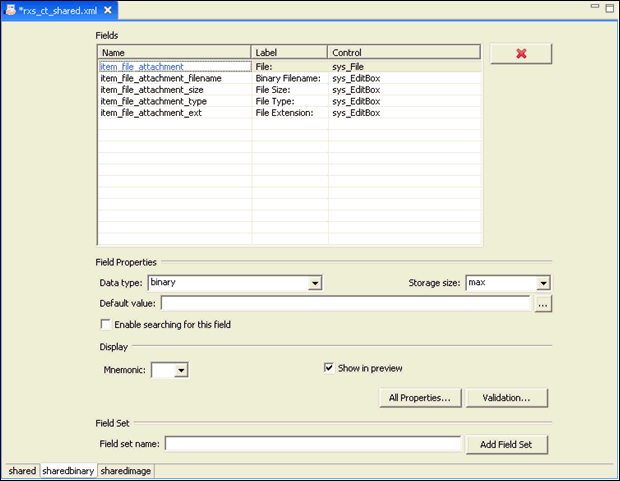 *rxs_ct_shared.xml
Fields
Name Label Control
item_file_attachment File: sys_File
item_file_attachment_filename Binary Filename: sys_EditBox
item_file_attachment_size File Size: sys_EditBox
item_file_attachment_type File Type: sys_EditBox
item_file_attachment_ext File Extension: sys_EditBox
Field Properties
Data type: binary Storage size: max
Default value: ...
Enable searching for this field
Display
Mnemonic: Show in preview
All Properties... Validation...
Field Set
Field set name: Add Field Set
shared sharedbinary sharedimage